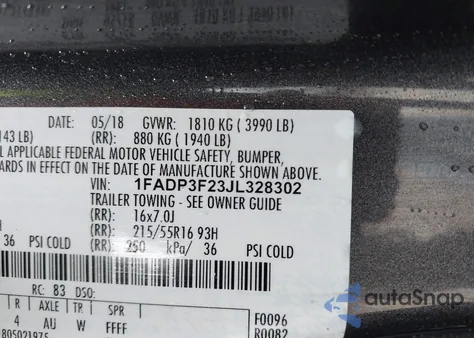 DATE: 05/18 GVWR: 1810 KG ( 3990 LB)
143 LB) (RR): 880 KG ( 1940 LB)
L APPLICABLE FEDERAL MOTOR VEHICLE SAFETY, BUMPER,
ARDS IN EFFECT ON THE DATE OF MANUFACTURE SHOWN ABOVE.
VIN: 1FADP3F23JL328302
TRAILER TOWING - SEE OWNER GUIDE
(RR): 16x7.0J
(RR): 215/55R16 93H
36 PSI COLD (RR): 250 kPa/ 36 PSI COLD
RC: 83 DSO:
R AXLE TR SPR
4 AU W FFFF
F0096
R0082
805021975
autoSnap